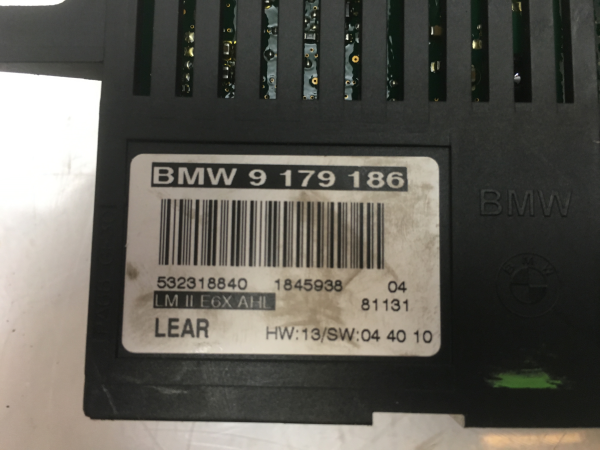 BMW 9 179 186
532318840 1845938 04
LM II E6X AHL 81131
LEAR HW:13/SW:04 40 10
BMW
BMW